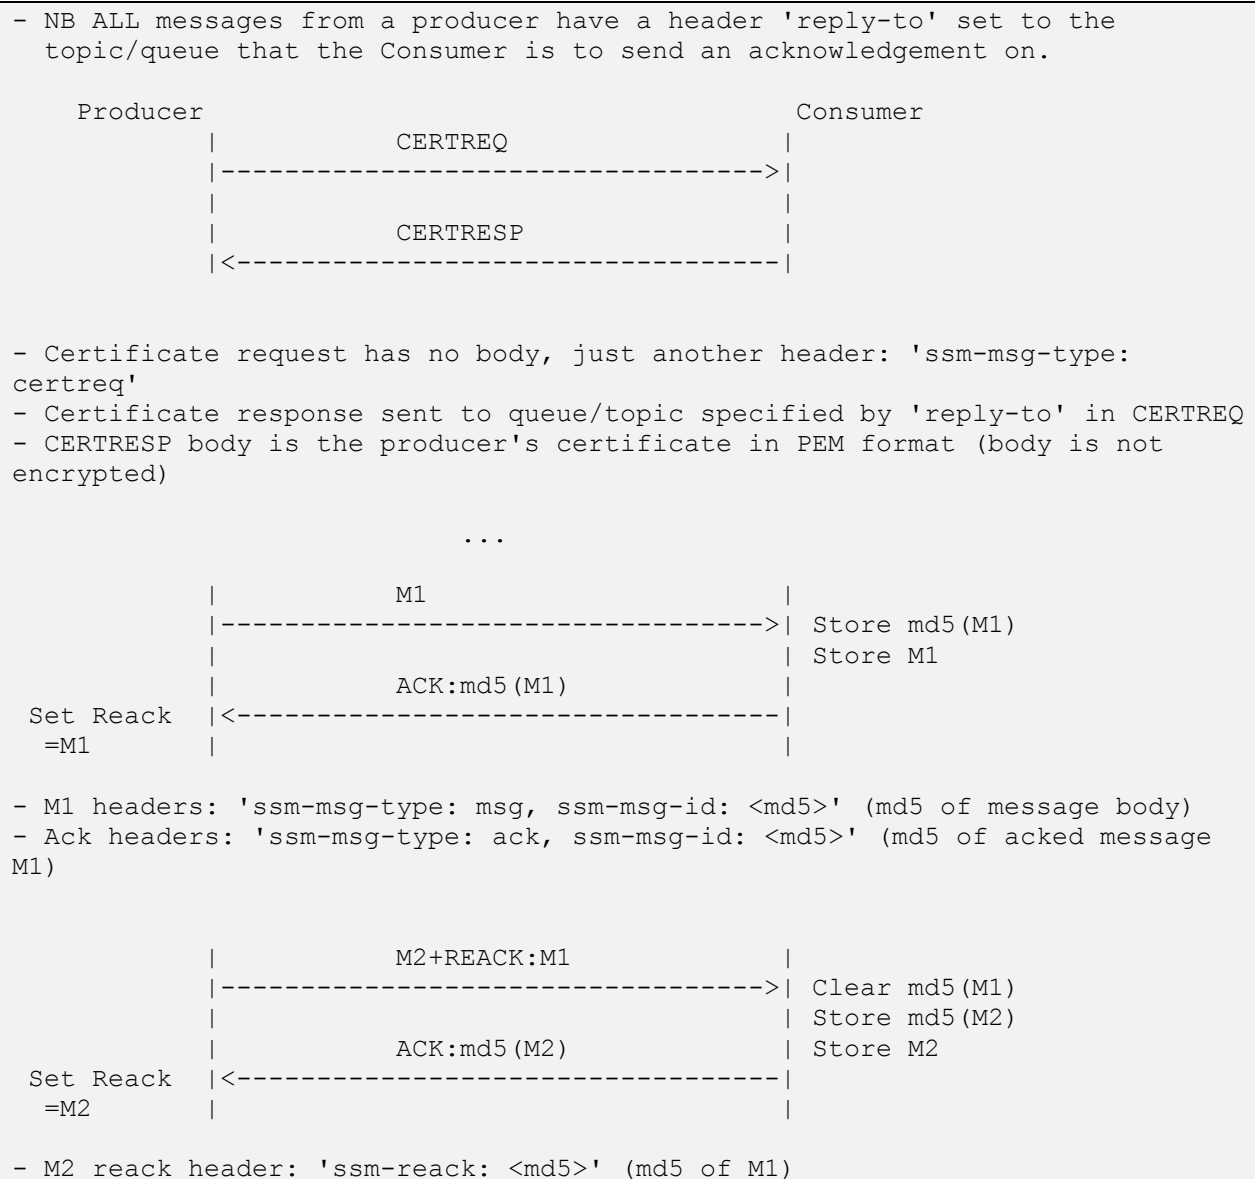 - NB ALL messages from a producer have a header 'reply-to' set to the
  topic/queue that the Consumer is to send an acknowledgement on.

    Producer                                     Consumer
            |           CERTREQ                 |
            |---------------------------------->|
            |                                   |
            |           CERTRESP                |
            |<----------------------------------|

- Certificate request has no body, just another header: 'ssm-msg-type:
certreq'
- Certificate response sent to queue/topic specified by 'reply-to' in CERTREQ
- CERTRESP body is the producer's certificate in PEM format (body is not
encrypted)

                            ...

            |           M1                      |
            |---------------------------------->| Store md5(M1)
            |                                   | Store M1
            |           ACK:md5(M1)             |
 Set Reack  |<----------------------------------|
  =M1       |                                   |

- M1 headers: 'ssm-msg-type: msg, ssm-msg-id: <md5>' (md5 of message body)
- Ack headers: 'ssm-msg-type: ack, ssm-msg-id: <md5>' (md5 of acked message
M1)

            |           M2+REACK:M1             |
            |---------------------------------->| Clear md5(M1)
            |                                   | Store md5(M2)
            |           ACK:md5(M2)             | Store M2
 Set Reack  |<----------------------------------|
  =M2       |                                   |

- M2 reack header: 'ssm-reack: <md5>' (md5 of M1)